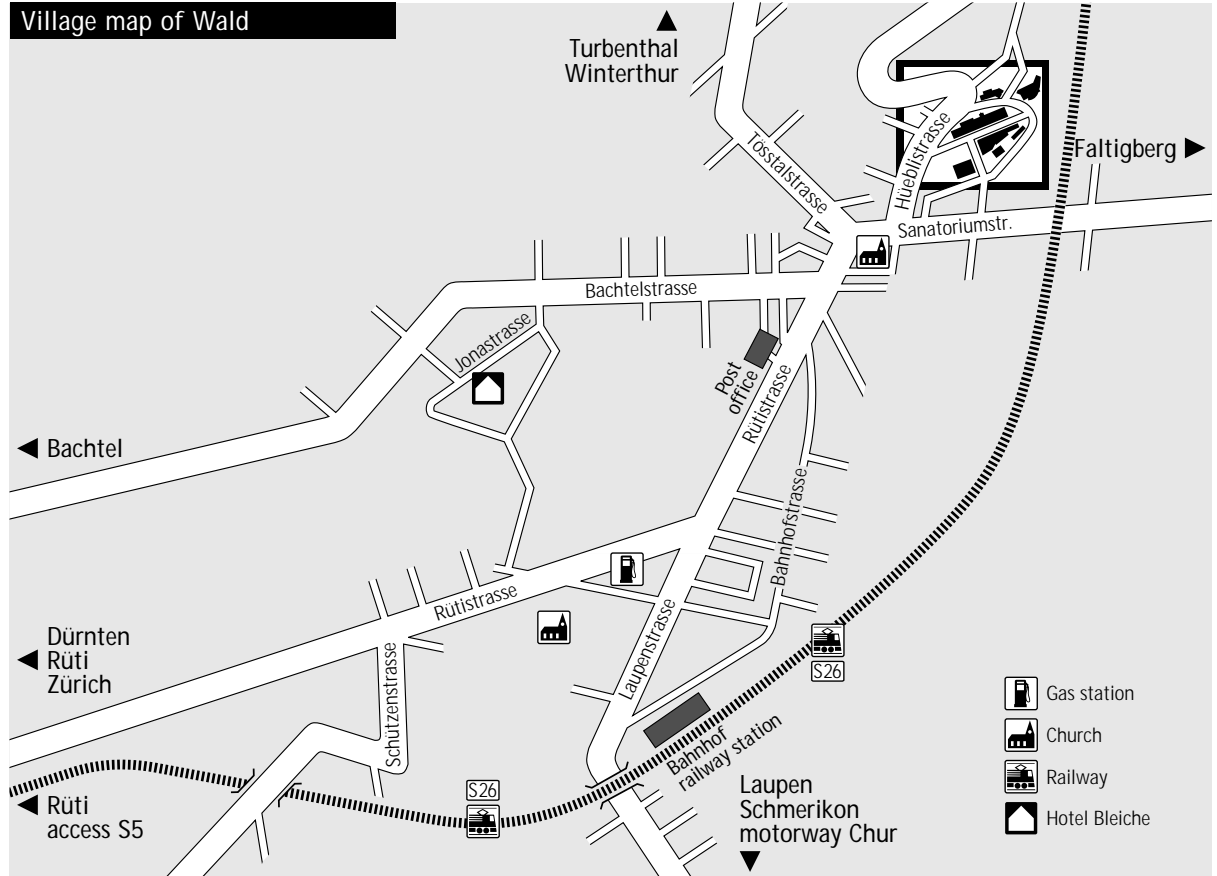 Village map of Wald
Turbenthal
Winterthur
Faltigberg
Tösstalstrasse
Hüeblistrasse
Sanatoriumstr.
Bachtelstrasse
Jonastrasse
Post
office
Rütistrasse
Bachtel
Bahnhofstrasse
Rütistrasse
Laupenstrasse
Schützenstrasse
Dürnten
Rüti
Zürich
S26
Bahnhof
railway station
S26
Rüti
access S5
Laupen
Schmerikon
motorway Chur
Gas station
Church
Railway
Hotel Bleiche